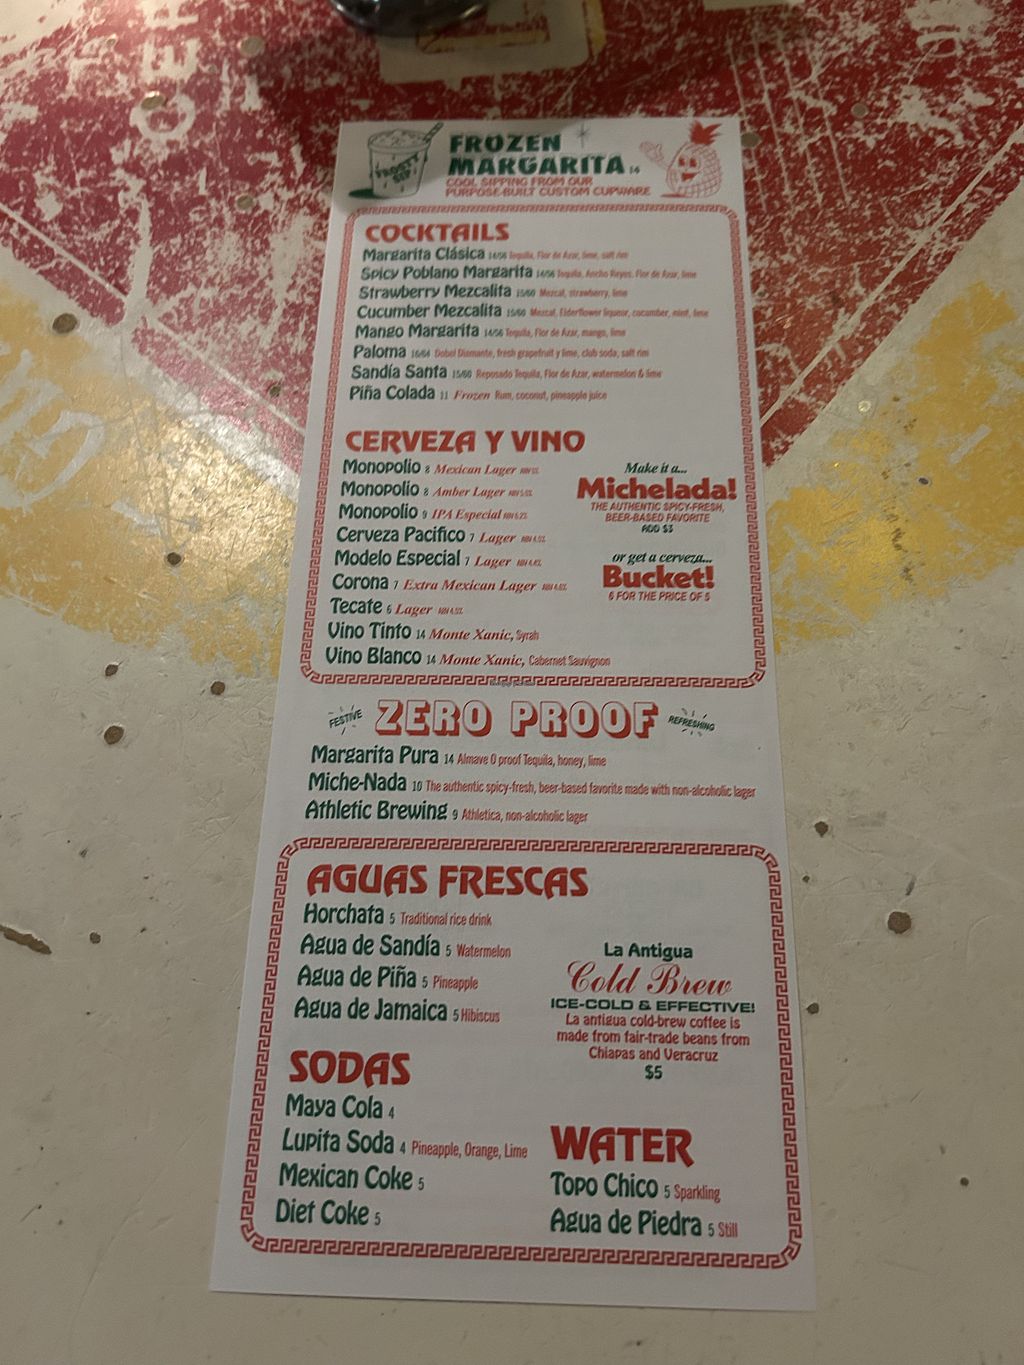 FROZEN
MARGARITA 14
COOL SIPPING FROM OUR
PURPOSE-BUILT CUSTOM CUPWARE
COCKTAILS
Margarita Clásica 14/56 Tequila, Flor de Azar, lime, salt rim
Spicy Poblano Margarita 14/56 Tequila, Ancho Reyes, Flor de Azar, lime
Strawberry Mezcalita 15/60 Mezcal, strawberry, lime
Cucumber Mezcalita 15/60 Mezcal, Elderflower liqueur, cucumber, mint, lime
Mango Margarita 14/56 Tequila, Flor de Azar, mango, lime
Paloma 16/64 Dobel Diamante, fresh grapefruit y lime, club soda, salt rim
Sandía Santa 15/60 Reposado Tequila, Flor de Azar, watermelon & lime
Piña Colada 11 Frozen Rum, coconut, pineapple juice
CERVEZA Y VINO
Monopolio 8 Mexican Lager
Monopolio 8 Amber Lager
Monopolio 9 IPA Especial
Cerveza Pacífico 7 Lager
Modelo Especial 7 Lager
Corona 7 Extra Mexican Lager
Tecate 6 Lager
Vino Tinto 14 Monte Xanic, Syrah
Vino Blanco 14 Monte Xanic, Cabernet Sauvignon
Make it a...
Michelada!
THE AUTHENTIC SPICY-FRESH,
BEER-BASED FAVORITE
ADD $3
or get a cerveza...
Bucket!
6 FOR THE PRICE OF 5
FESTIVE ZERO PROOF REFRESHING
Margarita Pura 14 Almave 0 proof Tequila, honey, lime
Miche-Nada 10 The authentic spicy-fresh, beer-based favorite made with non-alcoholic lager
Athletic Brewing 9 Athletica, non-alcoholic lager
AGUAS FRESCAS
Horchata 5 Traditional rice drink
Agua de Sandía 5 Watermelon
Agua de Piña 5 Pineapple
Agua de Jamaica 5 Hibiscus
La Antigua
Cold Brew
ICE-COLD & EFFECTIVE!
La antigua cold-brew coffee is
made from fair-trade beans from
Chiapas and Veracruz
$5
SODAS
Maya Cola 4
Lupita Soda 4 Pineapple, Orange, Lime
Mexican Coke 5
Diet Coke 5
WATER
Topo Chico 5 Sparkling
Agua de Piedra 5 Still